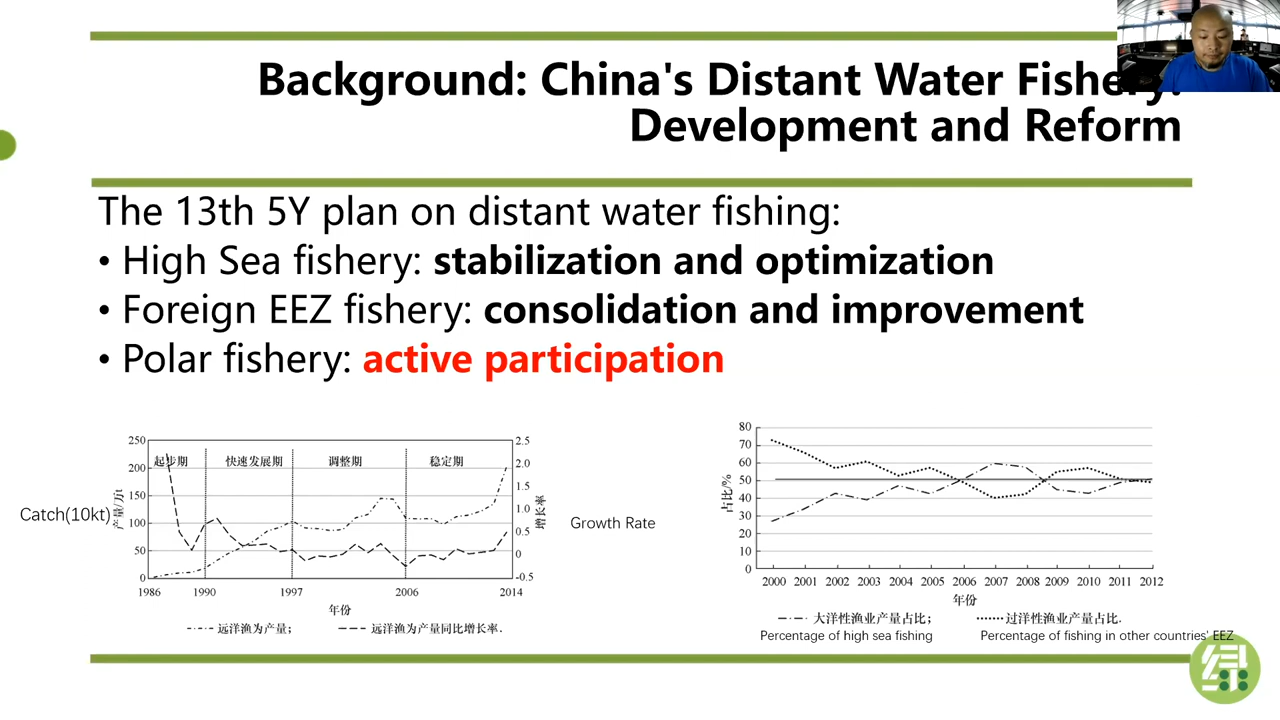 Background: China's Distant Water Fishery:
Development and Reform
The 13th 5Y plan on distant water fishing:
• High Sea fishery: stabilization and optimization
• Foreign EEZ fishery: consolidation and improvement
• Polar fishery: active participation
250
200
150
100
50
0
2.5
2.0
1.5
1.0
0.5
0
-0.5
起步期 快速发展期 调整期 稳定期
Catch(10kt)
产量/万t
增长率
Growth Rate
1986 1990 1997 2006 2014
年份
远洋渔为产量； 远洋渔为产量同比增长率.
80
70
60
50
40
30
20
10
0
占比/%
2000 2001 2002 2003 2004 2005 2006 2007 2008 2009 2010 2011 2012
年份
大洋性渔业产量占比； 过洋性渔业产量占比.
Percentage of high sea fishing Percentage of fishing in other countries' EEZ